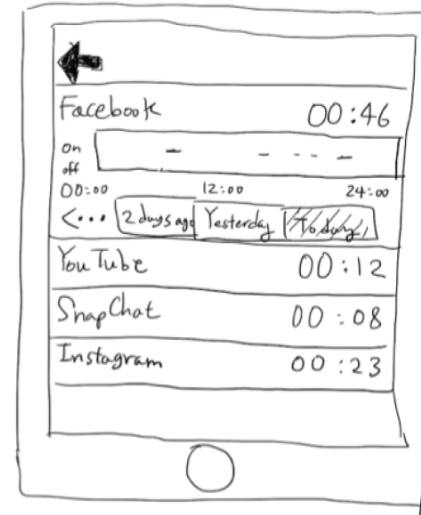 Facebook 00:46
on
off
00:00 12:00 24:00
<··· 2 days ago Yesterday Today
YouTube 00:12
SnapChat 00:08
Instagram 00:23